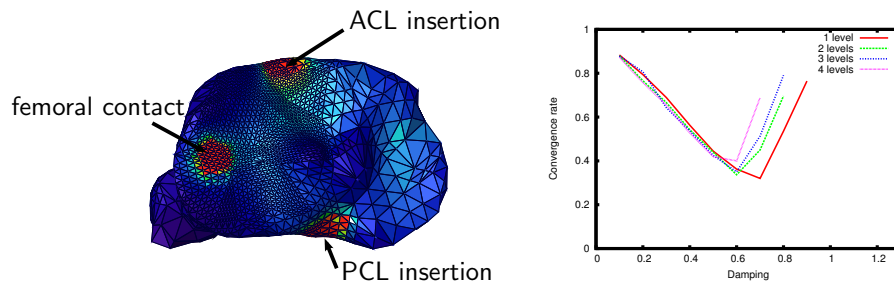 ACL insertion
femoral contact
PCL insertion
1 level
2 levels
3 levels
4 levels
Convergence rate
1
0.8
0.6
0.4
0.2
0
0 0.2 0.4 0.6 0.8 1 1.2
Damping